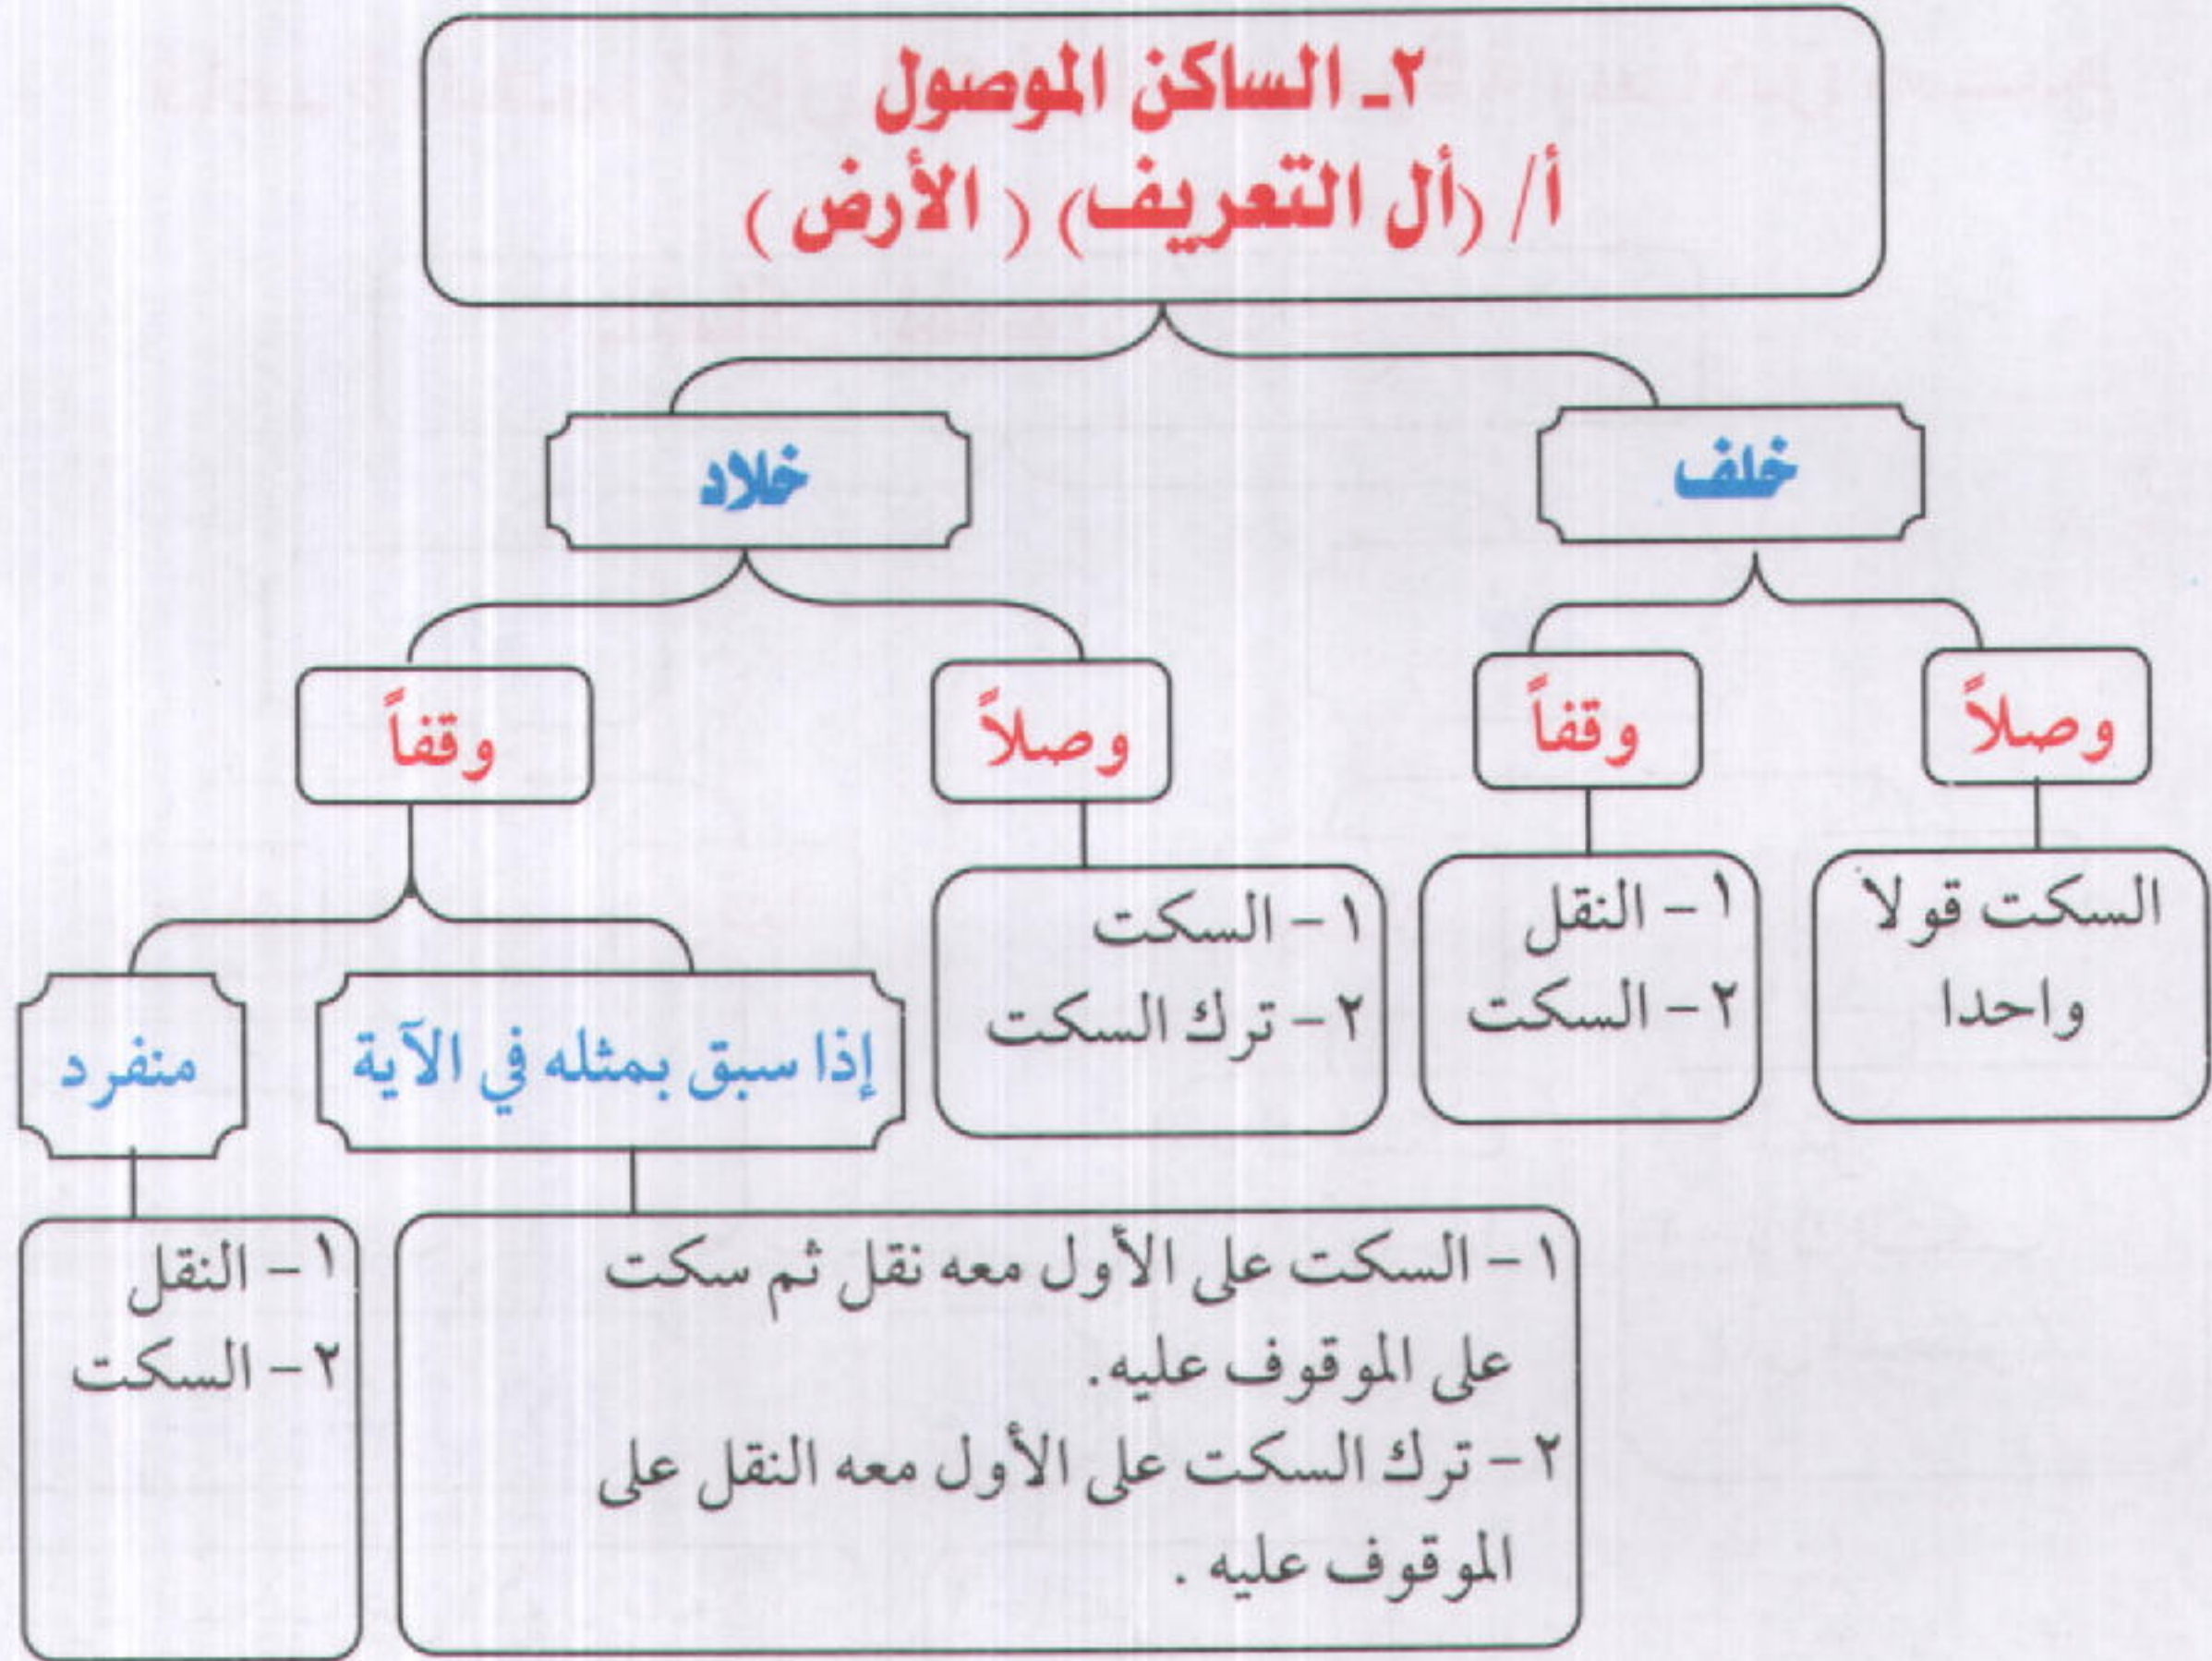 ٢ـ الساكن الموصول
أ/ (أل التعريف) ( الأرض )
خلف
خلاد
وصلاً
وقفاً
وصلاً
وقفاً
السكت قولا
واحدا
١ - النقل
٢ - السكت
١ - السكت
٢ - ترك السكت
إذا سبق بمثله في الآية
منفرد
١ - السكت على الأول معه نقل ثم سكت
على الموقوف عليه.
٢ - ترك السكت على الأول معه النقل على
الموقوف عليه .
١ - النقل
٢ - السكت